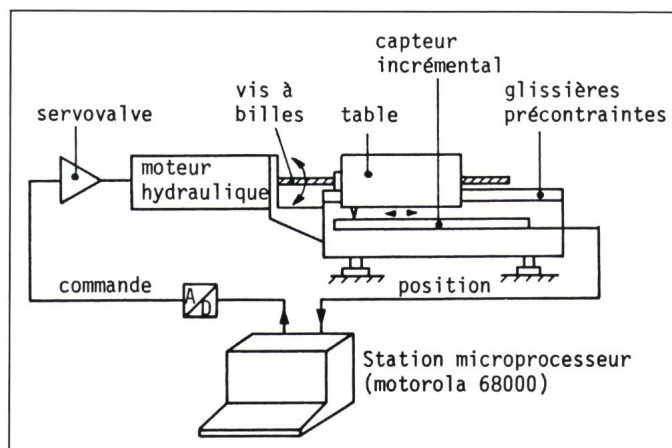 capteur
incrémental
vis à
billes
glissières
précontraintes
servovalve
table
moteur
hydraulique
commande
A
D
position
Station microprocesseur
(motorola 68000)